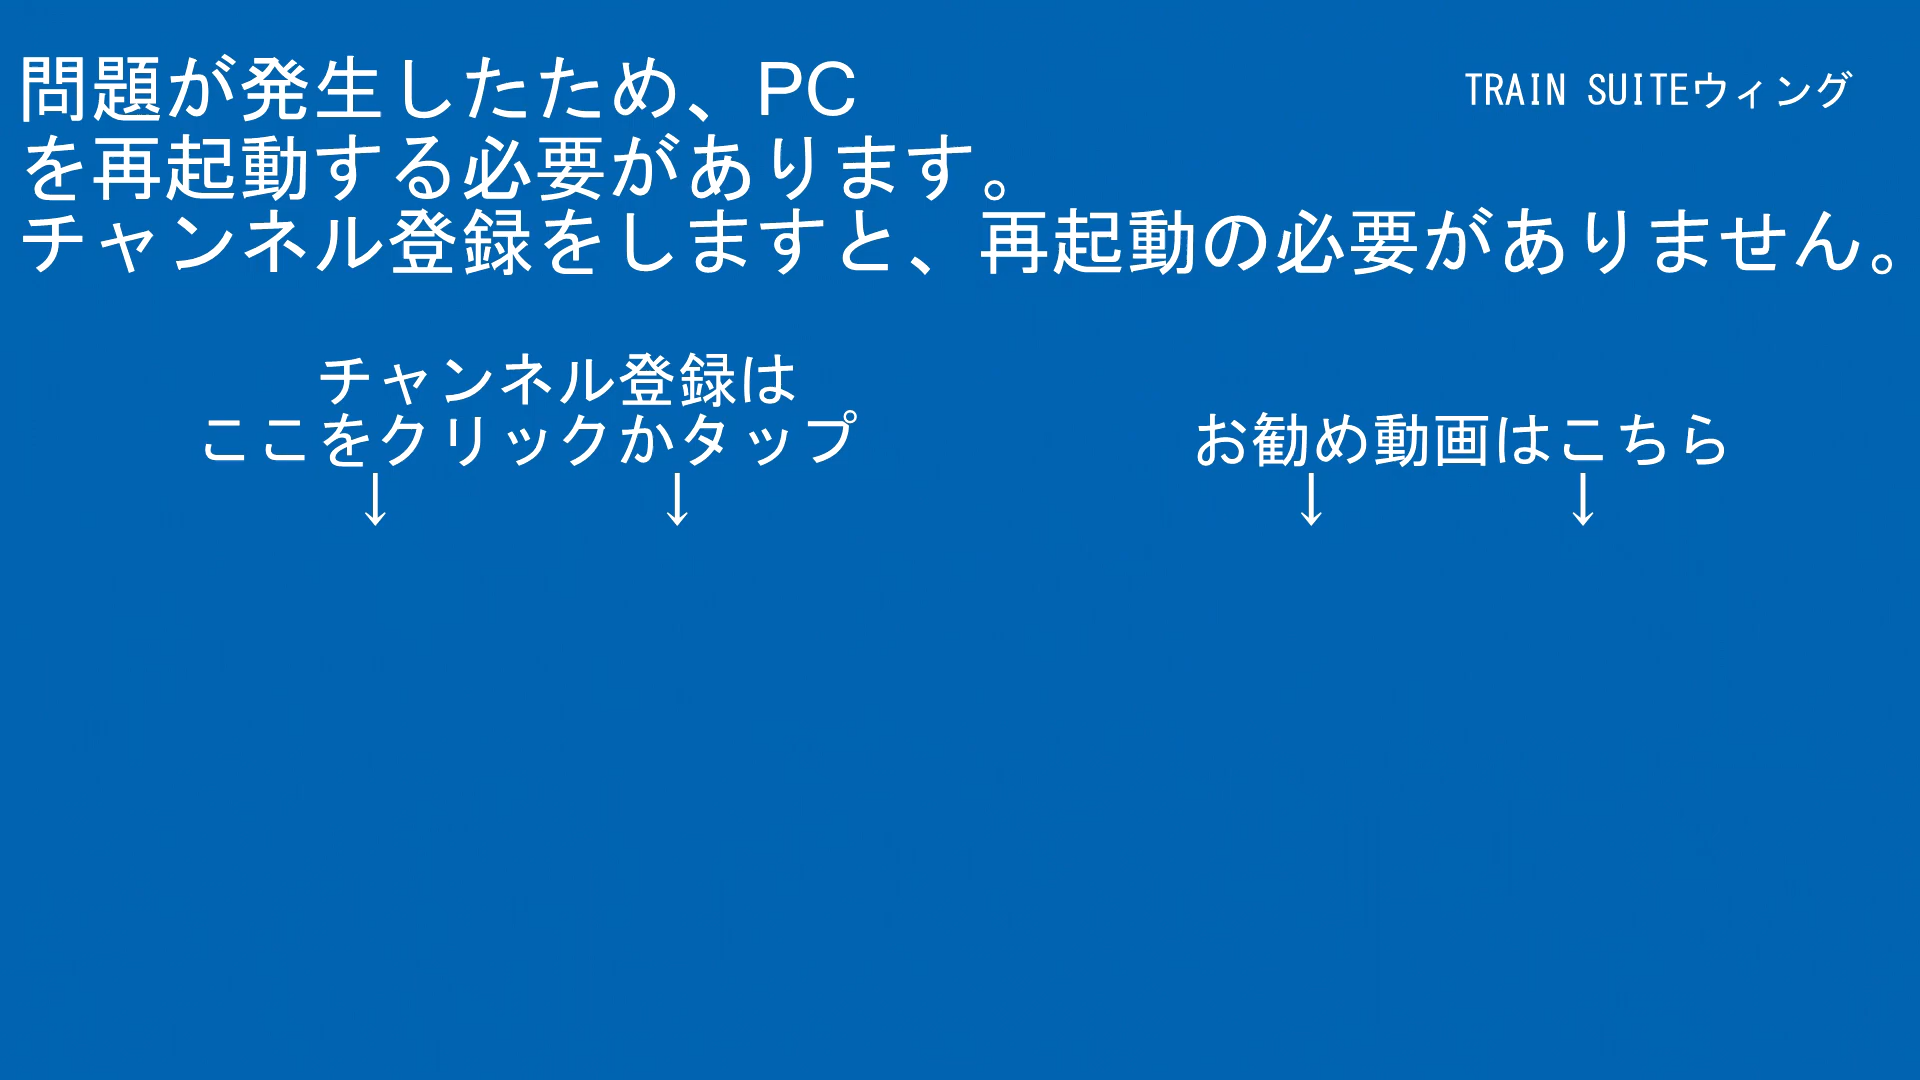 問題が発生したため、PC
を再起動する必要があります。
チャンネル登録をしますと、再起動の必要がありません。
TRAIN SUITEウィング
チャンネル登録は
ここをクリックかタップ
↓ ↓
お勧め動画はこちら
↓ ↓